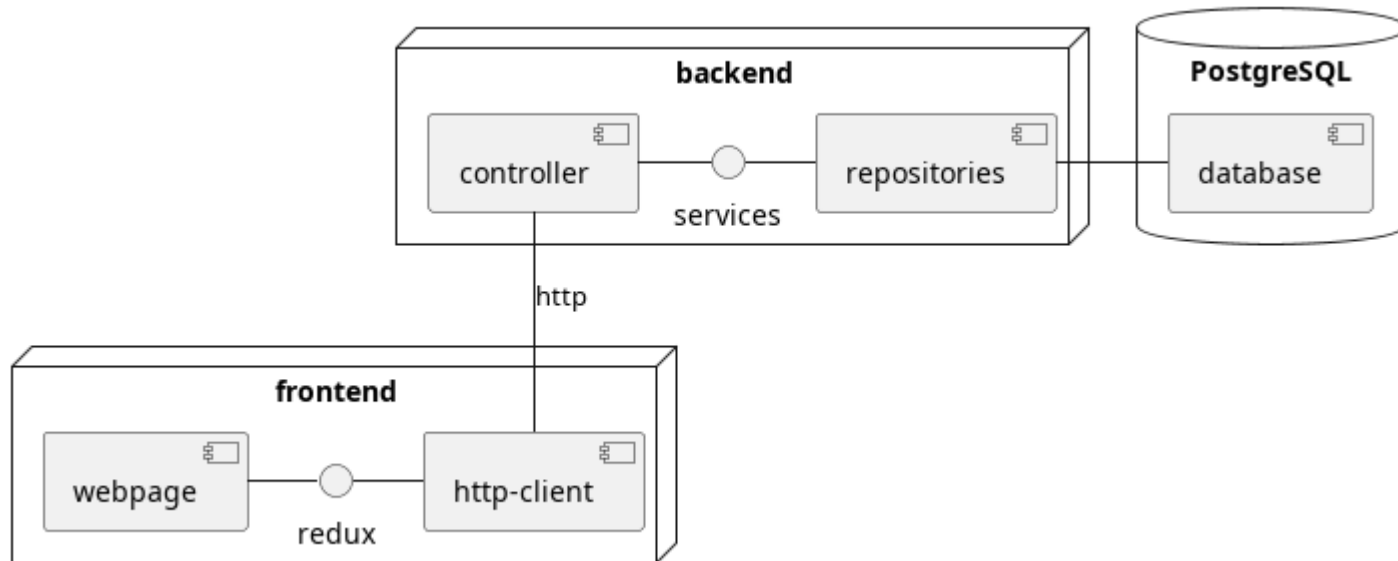 backend
PostgreSQL
controller
repositories
database
services
http
frontend
webpage
http-client
redux